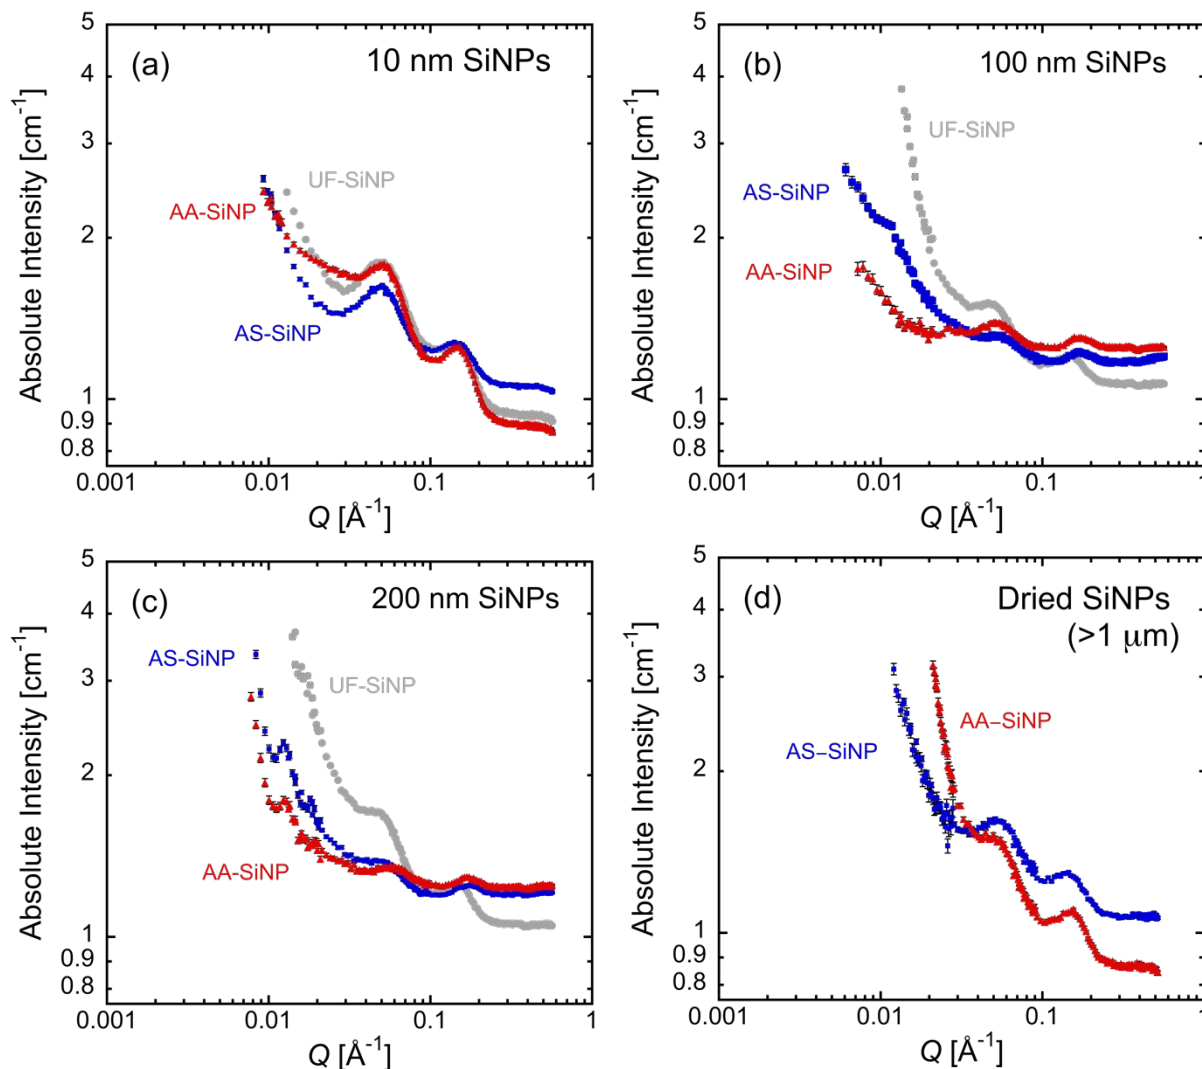 (a)
10 nm SiNPs
UF-SiNP
AA-SiNP
AS-SiNP
Absolute Intensity [cm⁻¹]
5
4
3
2
1
0.9
0.8
0.001
0.01
0.1
1
Q [Å⁻¹]
(b)
100 nm SiNPs
UF-SiNP
AS-SiNP
AA-SiNP
Absolute Intensity [cm⁻¹]
5
4
3
2
1
0.9
0.8
0.001
0.01
0.1
1
Q [Å⁻¹]
(c)
200 nm SiNPs
AS-SiNP
UF-SiNP
AA-SiNP
Absolute Intensity [cm⁻¹]
5
4
3
2
1
0.9
0.8
0.001
0.01
0.1
1
Q [Å⁻¹]
(d)
Dried SiNPs
(>1 μm)
AA–SiNP
AS–SiNP
Absolute Intensity [cm⁻¹]
5
4
3
2
1
0.9
0.8
0.001
0.01
0.1
1
Q [Å⁻¹]